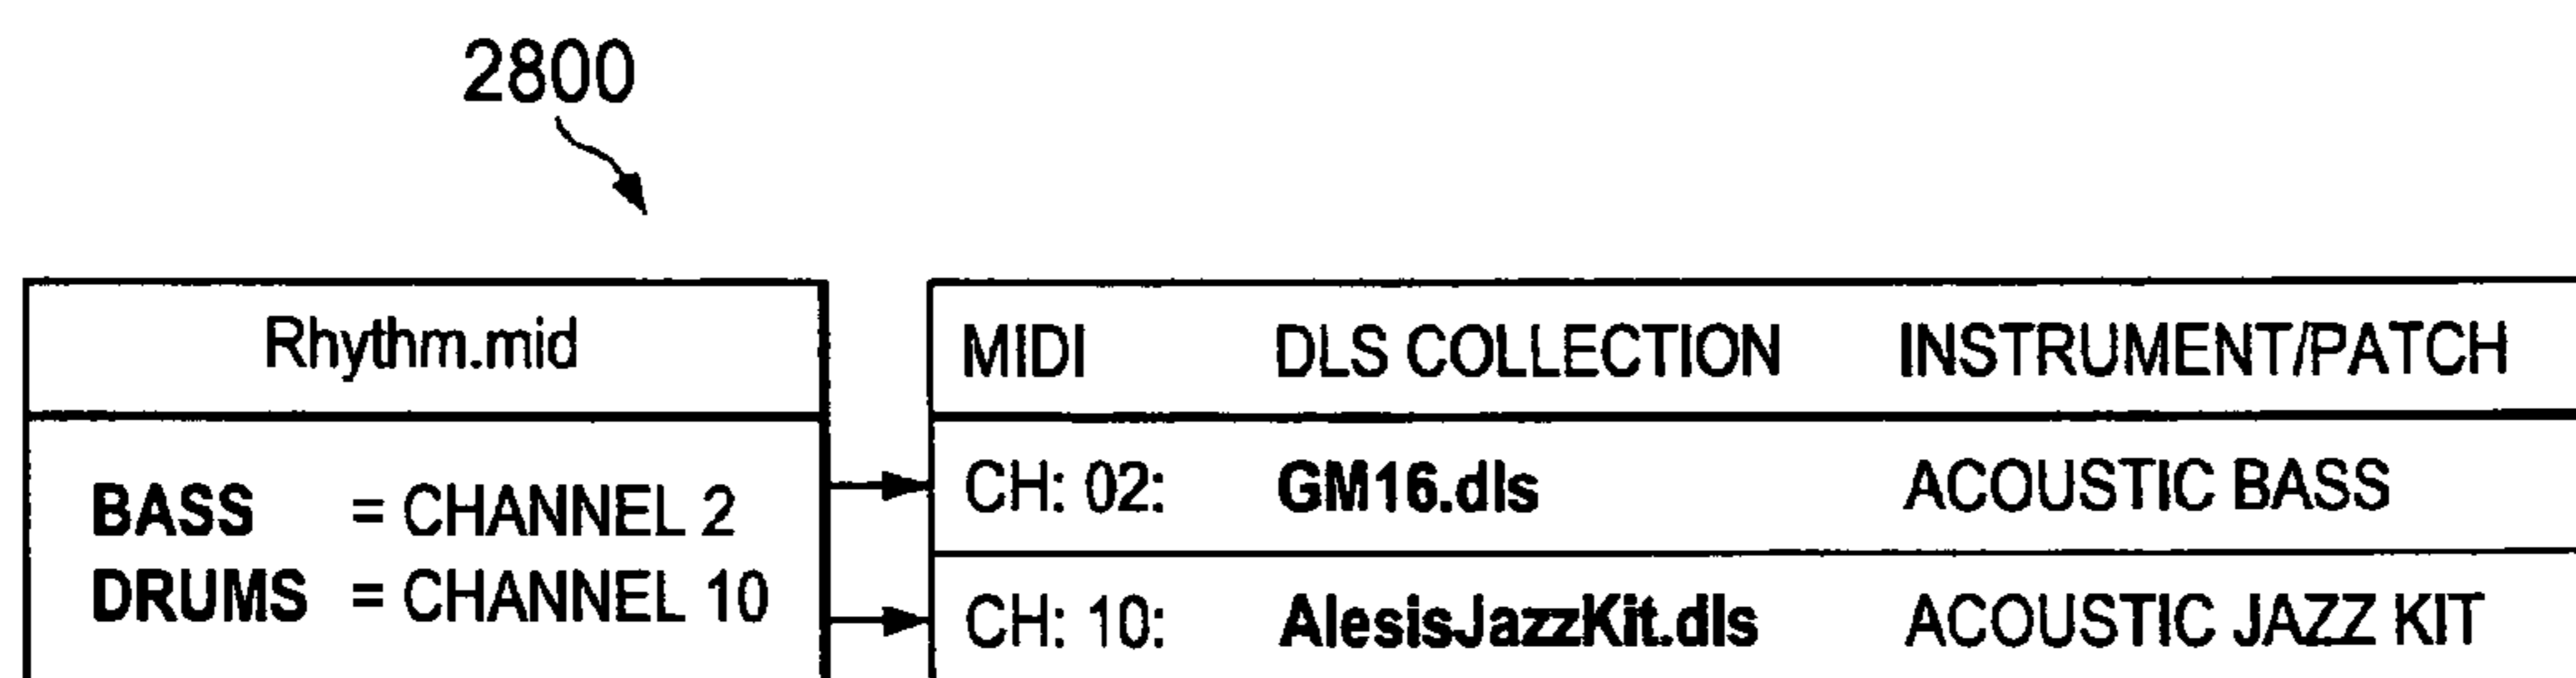 2800
Rhythm.mid
BASS = CHANNEL 2
DRUMS = CHANNEL 10
MIDI DLS COLLECTION INSTRUMENT/PATCH
CH: 02: GM16.dls ACOUSTIC BASS
CH: 10: AlesisJazzKit.dls ACOUSTIC JAZZ KIT